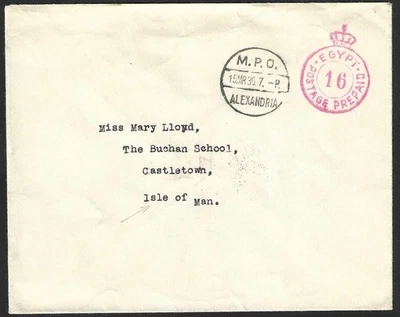 M.P.O.
15MR36.7.-P.
ALEXANDRIA
EGYPT
16
POSTAGE PREPAID
Miss Mary Lloyd,
The Buchan School,
Castletown,
Isle of Man.